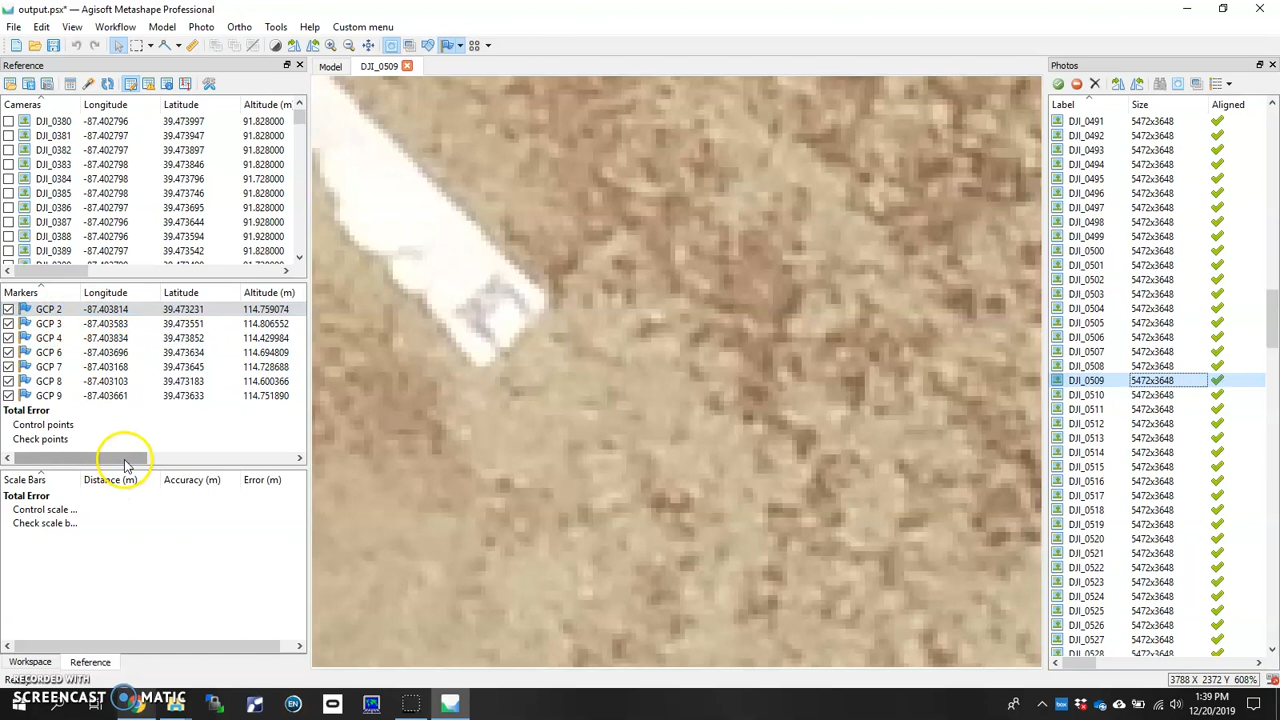 output.psx* — Agisoft Metashape Professional
File Edit View Workflow Model Photo Ortho Tools Help Custom menu
Reference
Cameras Longitude Latitude Altitude (m)
DJI_0380 -87.402796 39.473997 91.828000
DJI_0381 -87.402796 39.473947 91.828000
DJI_0382 -87.402797 39.473897 91.828000
DJI_0383 -87.402797 39.473846 91.828000
DJI_0384 -87.402797 39.473796 91.728000
DJI_0385 -87.402796 39.473746 91.828000
DJI_0386 -87.402796 39.473695 91.828000
DJI_0387 -87.402796 39.473644 91.928000
DJI_0388 -87.402796 39.473594 91.928000
DJI_0389 -87.402797 39.473542 91.828000
Markers Longitude Latitude Altitude (m)
GCP 2 -87.403814 39.473231 114.759074
GCP 3 -87.403583 39.473551 114.806552
GCP 4 -87.403834 39.473852 114.429984
GCP 6 -87.403696 39.473634 114.694809
GCP 7 -87.403168 39.473645 114.728688
GCP 8 -87.403103 39.473183 114.600366
GCP 9 -87.403661 39.473633 114.751890
Total Error
Control points
Check points
Scale Bars Distance (m) Accuracy (m) Error (m)
Total Error
Control scale ...
Check scale b...
Workspace Reference
Model DJI_0509
Photos
Label Size Aligned
DJI_0491 5472x3648
DJI_0492 5472x3648
DJI_0493 5472x3648
DJI_0494 5472x3648
DJI_0495 5472x3648
DJI_0496 5472x3648
DJI_0497 5472x3648
DJI_0498 5472x3648
DJI_0499 5472x3648
DJI_0500 5472x3648
DJI_0501 5472x3648
DJI_0502 5472x3648
DJI_0503 5472x3648
DJI_0504 5472x3648
DJI_0505 5472x3648
DJI_0506 5472x3648
DJI_0507 5472x3648
DJI_0508 5472x3648
DJI_0509 5472x3648
DJI_0510 5472x3648
DJI_0511 5472x3648
DJI_0512 5472x3648
DJI_0513 5472x3648
DJI_0514 5472x3648
DJI_0515 5472x3648
DJI_0516 5472x3648
DJI_0517 5472x3648
DJI_0518 5472x3648
DJI_0519 5472x3648
DJI_0520 5472x3648
DJI_0521 5472x3648
DJI_0522 5472x3648
DJI_0523 5472x3648
DJI_0524 5472x3648
DJI_0525 5472x3648
DJI_0526 5472x3648
DJI_0527 5472x3648
DJI_0528 5472x3648
3788 x 2372 608%
RECORDED WITH
SCREENCAST MATIC
1:39 PM
12/20/2019